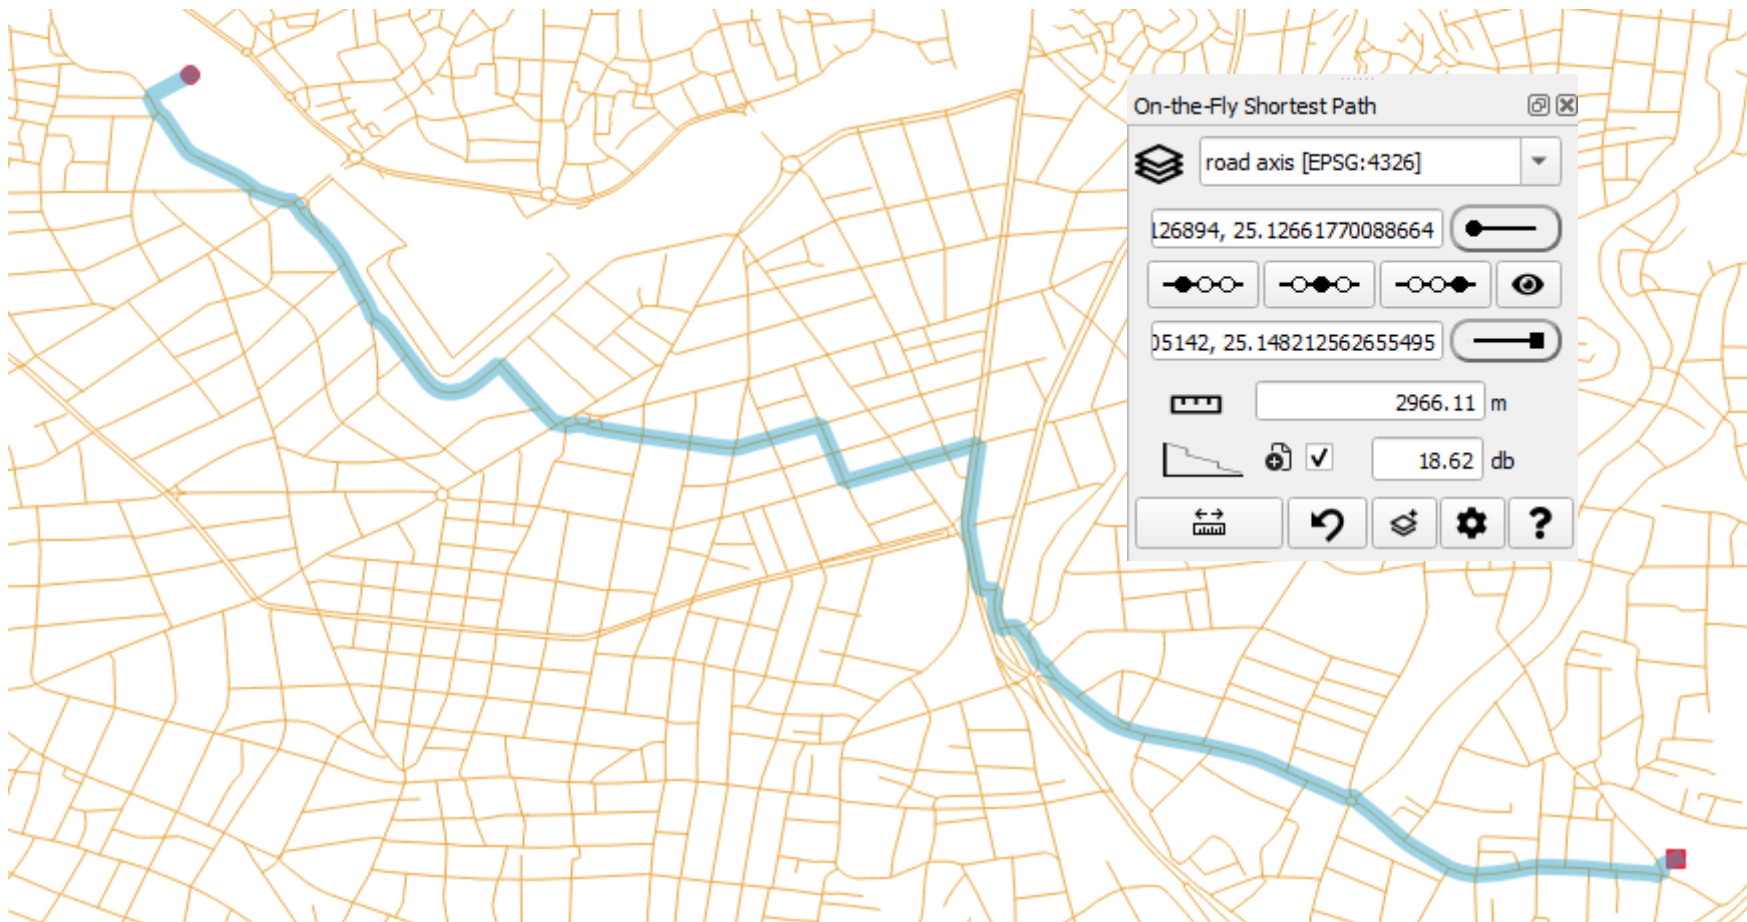 On-the-Fly Shortest Path
road axis [EPSG:4326]
126894, 25.12661770088664
05142, 25.148212562655495
2966.11 m
18.62 db
?